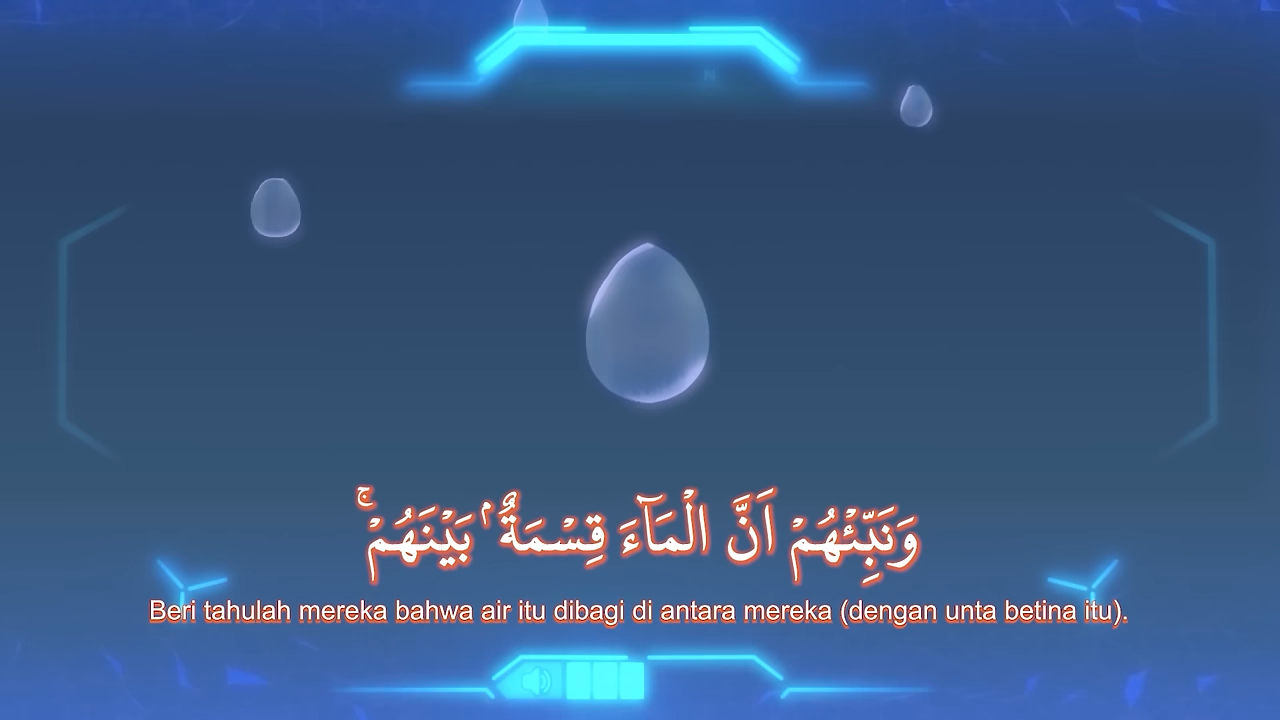 وَنَبِّئْهُمْ اَنَّ الْمَاۤءَ قِسْمَةٌ ۢ بَيْنَهُمْۚ
Beri tahulah mereka bahwa air itu dibagi di antara mereka (dengan unta betina itu).